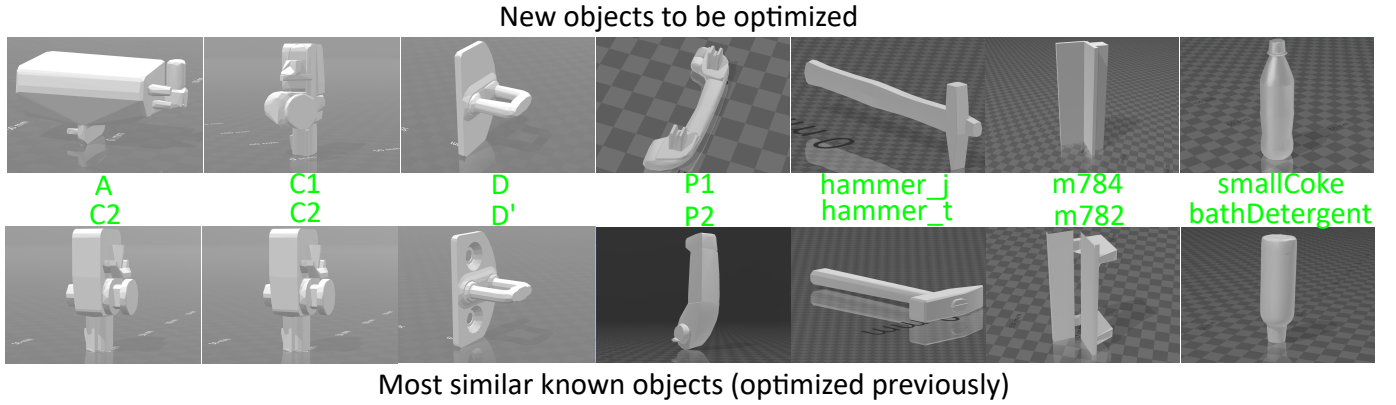 New objects to be optimized
A C1 D P1 hammer_j m784 smallCoke
C2 C2 D' P2 hammer_t m782 bathDetergent
Most similar known objects (optimized previously)